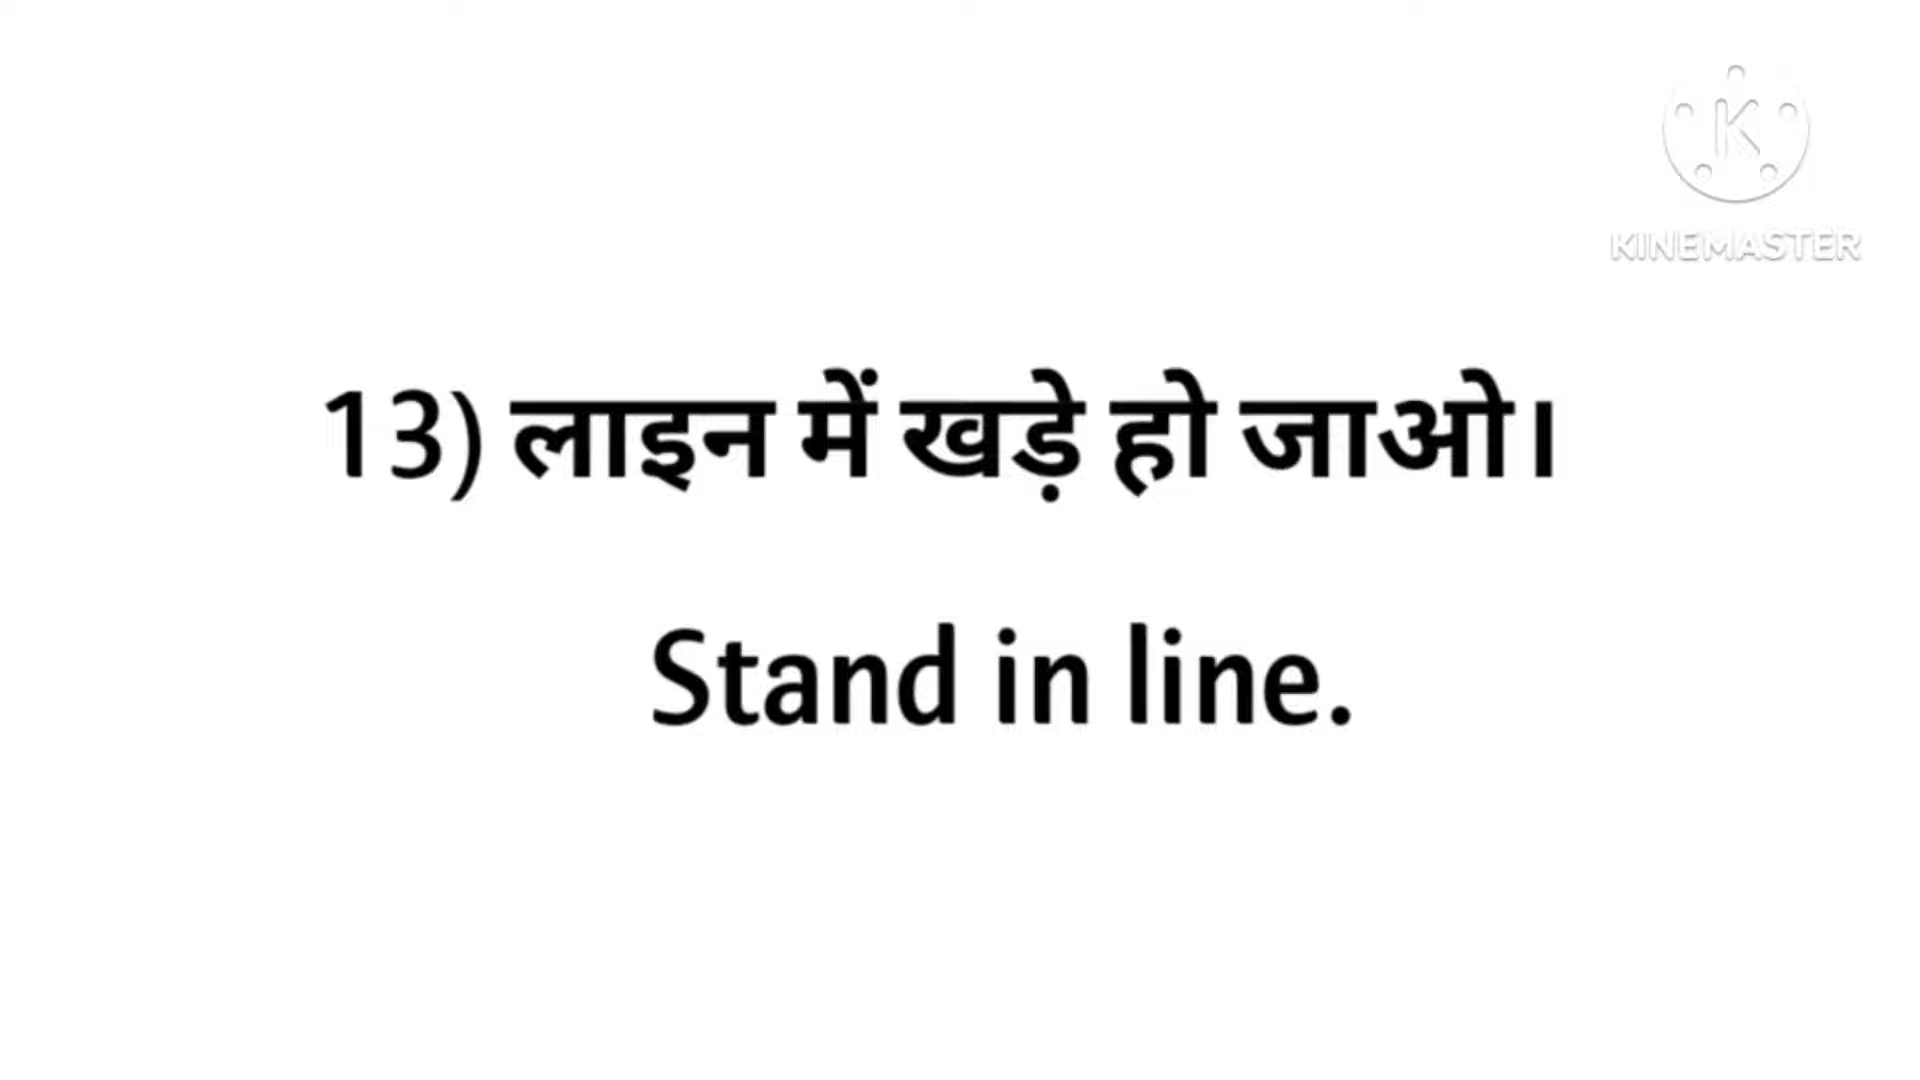 KINEMASTER
13) लाइन में खड़े हो जाओ।
Stand in line.